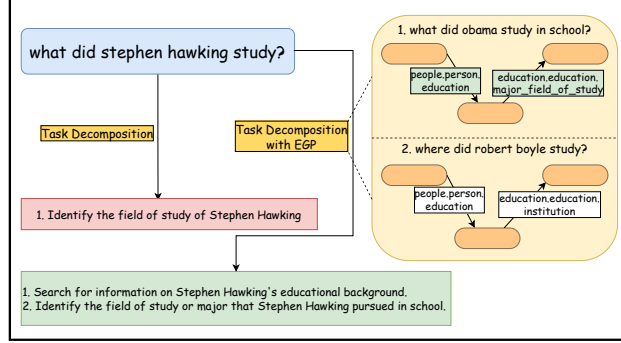 what did stephen hawking study?
Task Decomposition
Task Decomposition
with EGP
1. what did obama study in school?
people.person.
education
education.education.
major_field_of_study
2. where did robert boyle study?
people.person.
education
education.education.
institution
1. Identify the field of study of Stephen Hawking
1. Search for information on Stephen Hawking's educational background.
2. Identify the field of study or major that Stephen Hawking pursued in school.